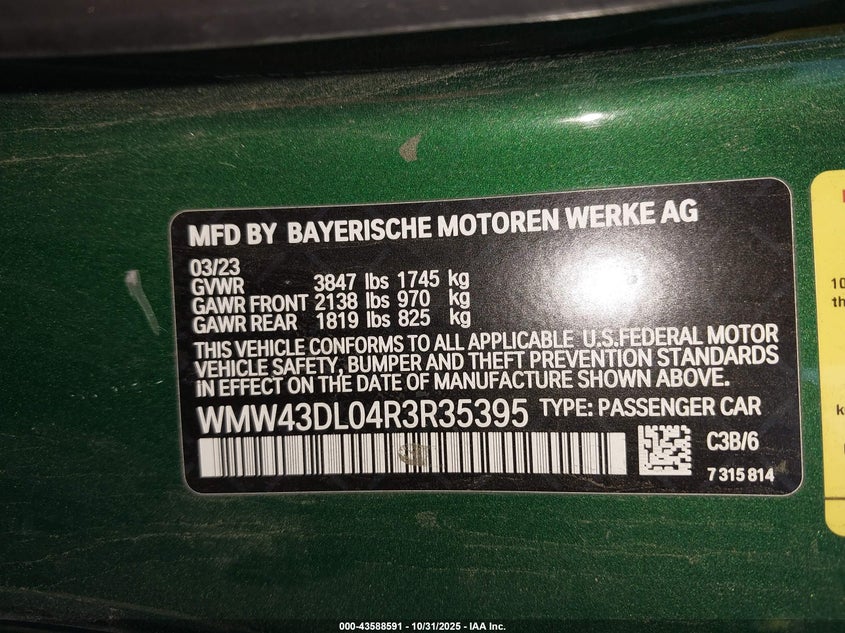 MFD BY BAYERISCHE MOTOREN WERKE AG
03/23
GVWR 3847 lbs 1745 kg
GAWR FRONT 2138 lbs 970 kg
GAWR REAR 1819 lbs 825 kg
THIS VEHICLE CONFORMS TO ALL APPLICABLE U.S.FEDERAL MOTOR
VEHICLE SAFETY, BUMPER AND THEFT PREVENTION STANDARDS
IN EFFECT ON THE DATE OF MANUFACTURE SHOWN ABOVE.
WMW43DL04R3R35395 TYPE: PASSENGER CAR
C3B/6
7 315 814
10
th
k
000-43588591 - 10/31/2025 - IAA Inc.